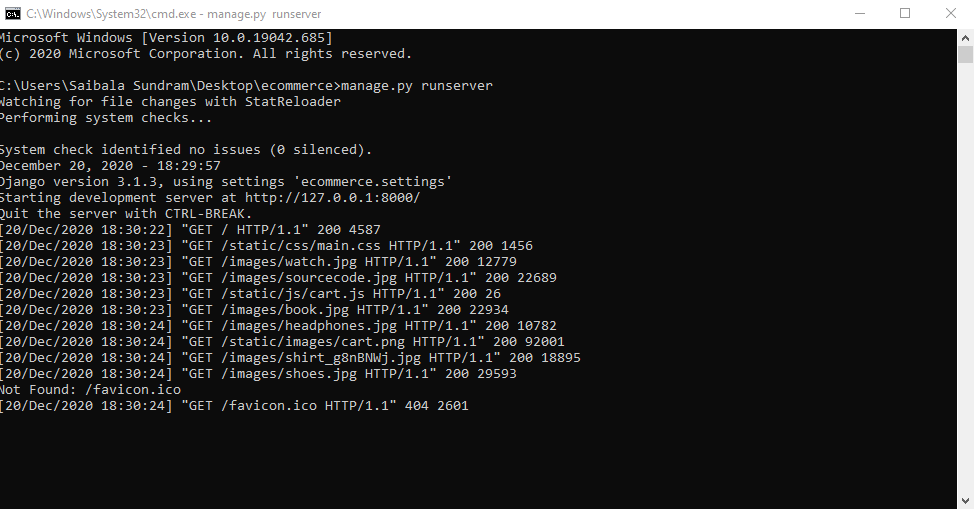 C:\Windows\System32\cmd.exe - manage.py runserver
Microsoft Windows [Version 10.0.19042.685]
(c) 2020 Microsoft Corporation. All rights reserved.
C:\Users\Saibala Sundram\Desktop\ecommerce>manage.py runserver
Watching for file changes with StatReloader
Performing system checks...
System check identified no issues (0 silenced).
December 20, 2020 - 18:29:57
Django version 3.1.3, using settings 'ecommerce.settings'
Starting development server at http://127.0.0.1:8000/
Quit the server with CTRL-BREAK.
[20/Dec/2020 18:30:22] "GET / HTTP/1.1" 200 4587
[20/Dec/2020 18:30:23] "GET /static/css/main.css HTTP/1.1" 200 1456
[20/Dec/2020 18:30:23] "GET /images/watch.jpg HTTP/1.1" 200 12779
[20/Dec/2020 18:30:23] "GET /images/sourcecode.jpg HTTP/1.1" 200 22689
[20/Dec/2020 18:30:23] "GET /static/js/cart.js HTTP/1.1" 200 26
[20/Dec/2020 18:30:23] "GET /images/book.jpg HTTP/1.1" 200 22934
[20/Dec/2020 18:30:24] "GET /images/headphones.jpg HTTP/1.1" 200 10782
[20/Dec/2020 18:30:24] "GET /static/images/cart.png HTTP/1.1" 200 92001
[20/Dec/2020 18:30:24] "GET /images/shirt_g8nBNWj.jpg HTTP/1.1" 200 18895
[20/Dec/2020 18:30:24] "GET /images/shoes.jpg HTTP/1.1" 200 29593
Not Found: /favicon.ico
[20/Dec/2020 18:30:24] "GET /favicon.ico HTTP/1.1" 404 2601